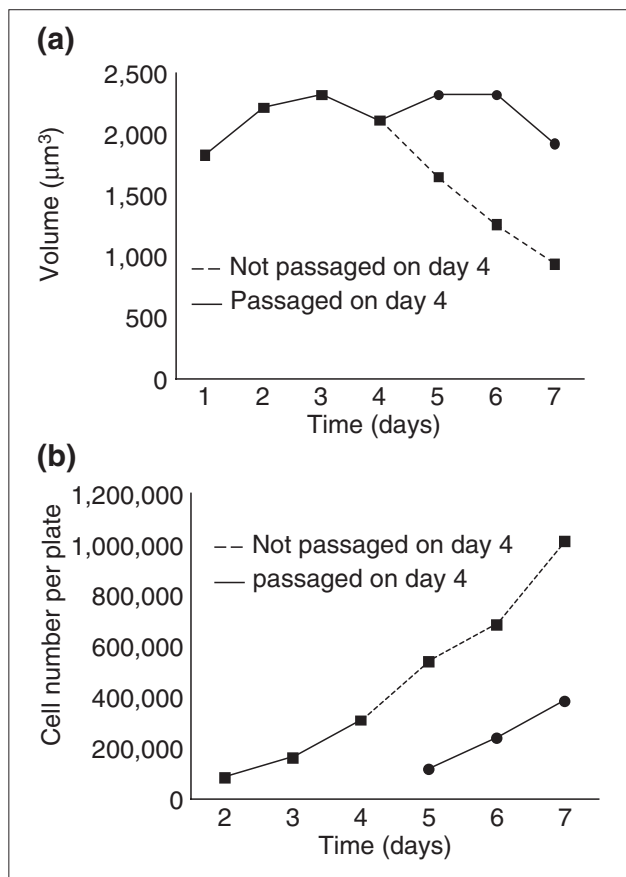 (a)
2,500
2,000
1,500
1,000
500
0
Volume (μm³)
Not passaged on day 4
Passaged on day 4
1 2 3 4 5 6 7
Time (days)
(b)
1,200,000
1,000,000
800,000
600,000
400,000
200,000
0
Cell number per plate
Not passaged on day 4
passaged on day 4
2 3 4 5 6 7
Time (days)